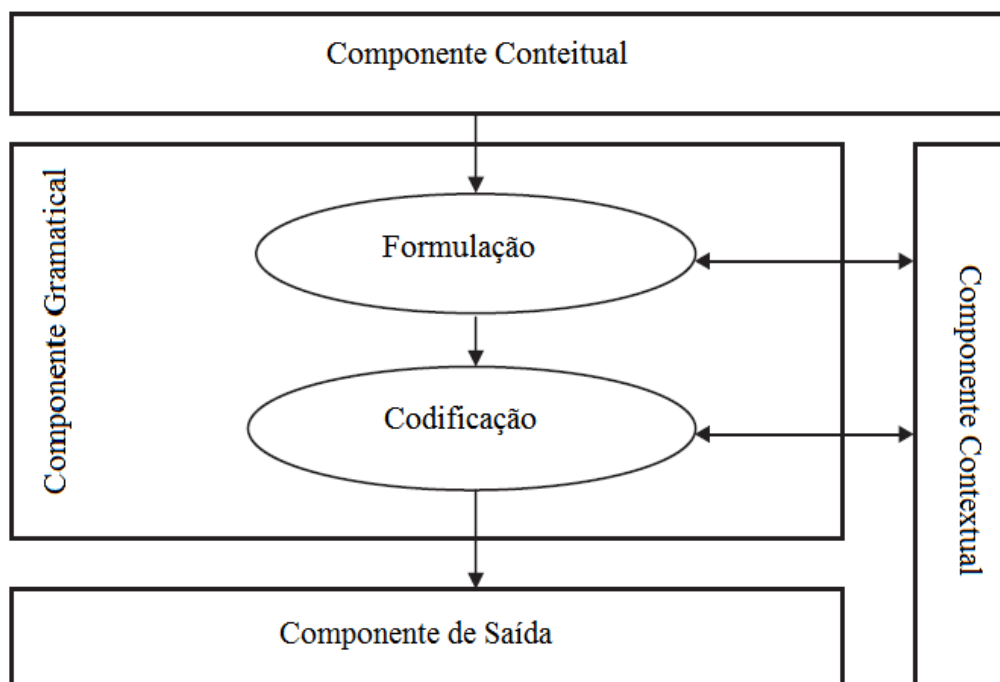 Componente Conteitual
Componente Gramatical
Formulação
Codificação
Componente Contextual
Componente de Saída